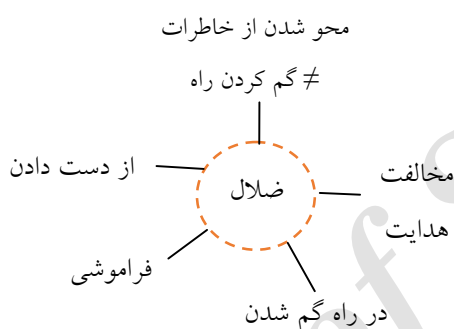 محو شدن از خاطرات
≠ گم کردن راه
مخالفت
هدایت
ضلال
از دست دادن
فراموشی
در راه گم شدن